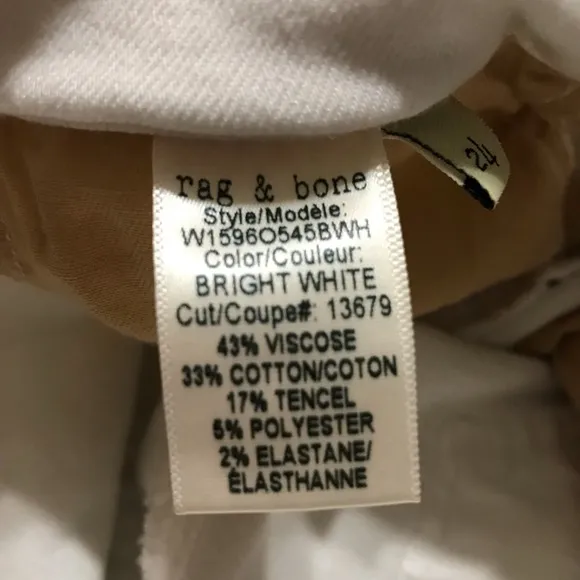 rag & bone
Style/Modèle:
W1596O545BWH
Color/Couleur:
BRIGHT WHITE
Cut/Coupe#: 13679
43% VISCOSE
33% COTTON/COTON
17% TENCEL
5% POLYESTER
2% ELASTANE/
ÉLASTHANNE
24